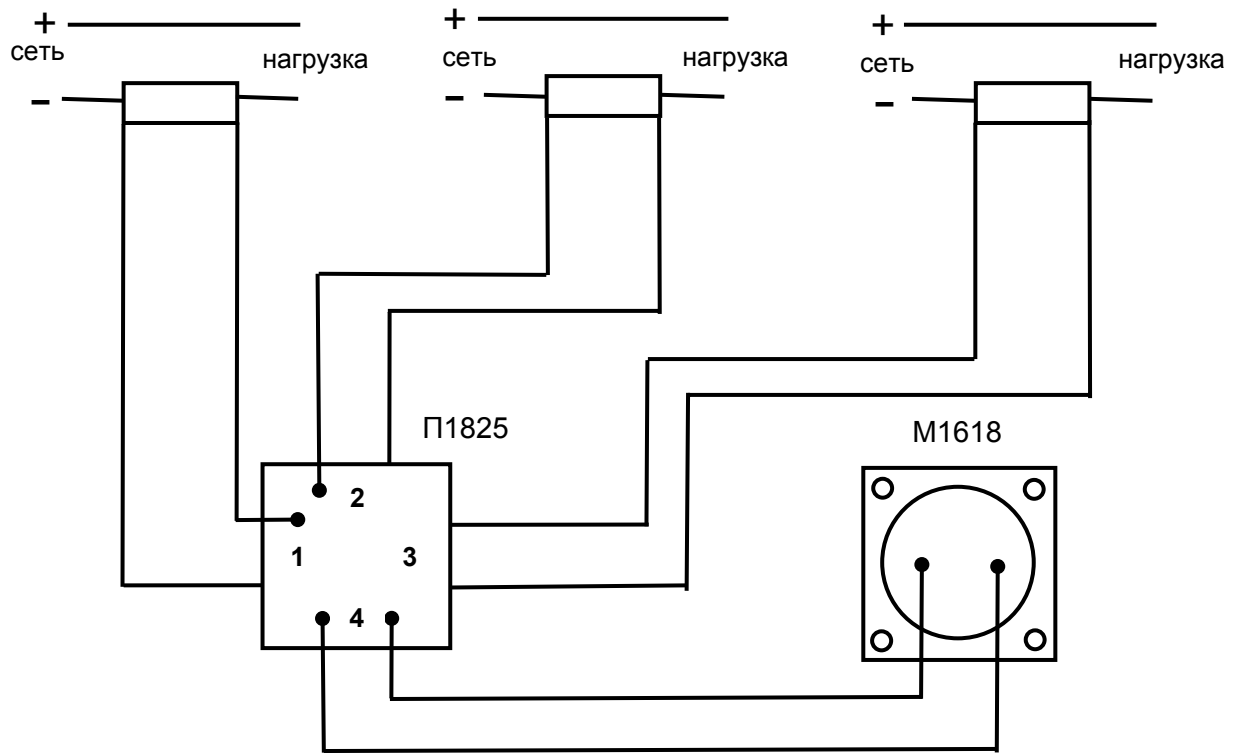 + + +
сеть нагрузка сеть нагрузка сеть нагрузка
- - -
П1825 М1618
2
1 3
4